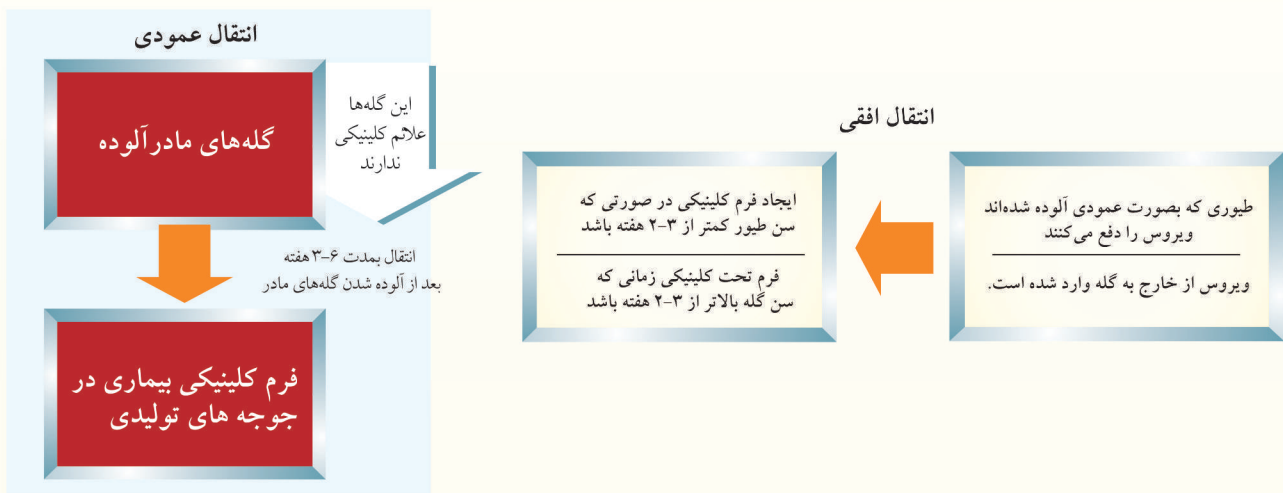 انتقال عمودی
گله‌های مادر آلوده
این گله‌ها
علائم کلینیکی
ندارند
انتقال بمدت ۶-۳ هفته
بعد از آلوده شدن گله‌های مادر
فرم کلینیکی بیماری در
جوجه های تولیدی
انتقال افقی
طیوری که بصورت عمودی آلوده شده‌اند
ویروس را دفع می‌کنند
ویروس از خارج به گله وارد شده است.
ایجاد فرم کلینیکی در صورتی که
سن طیور کمتر از ۳-۲ هفته باشد
فرم تحت کلینیکی زمانی که
سن گله بالاتر از ۳-۲ هفته باشد